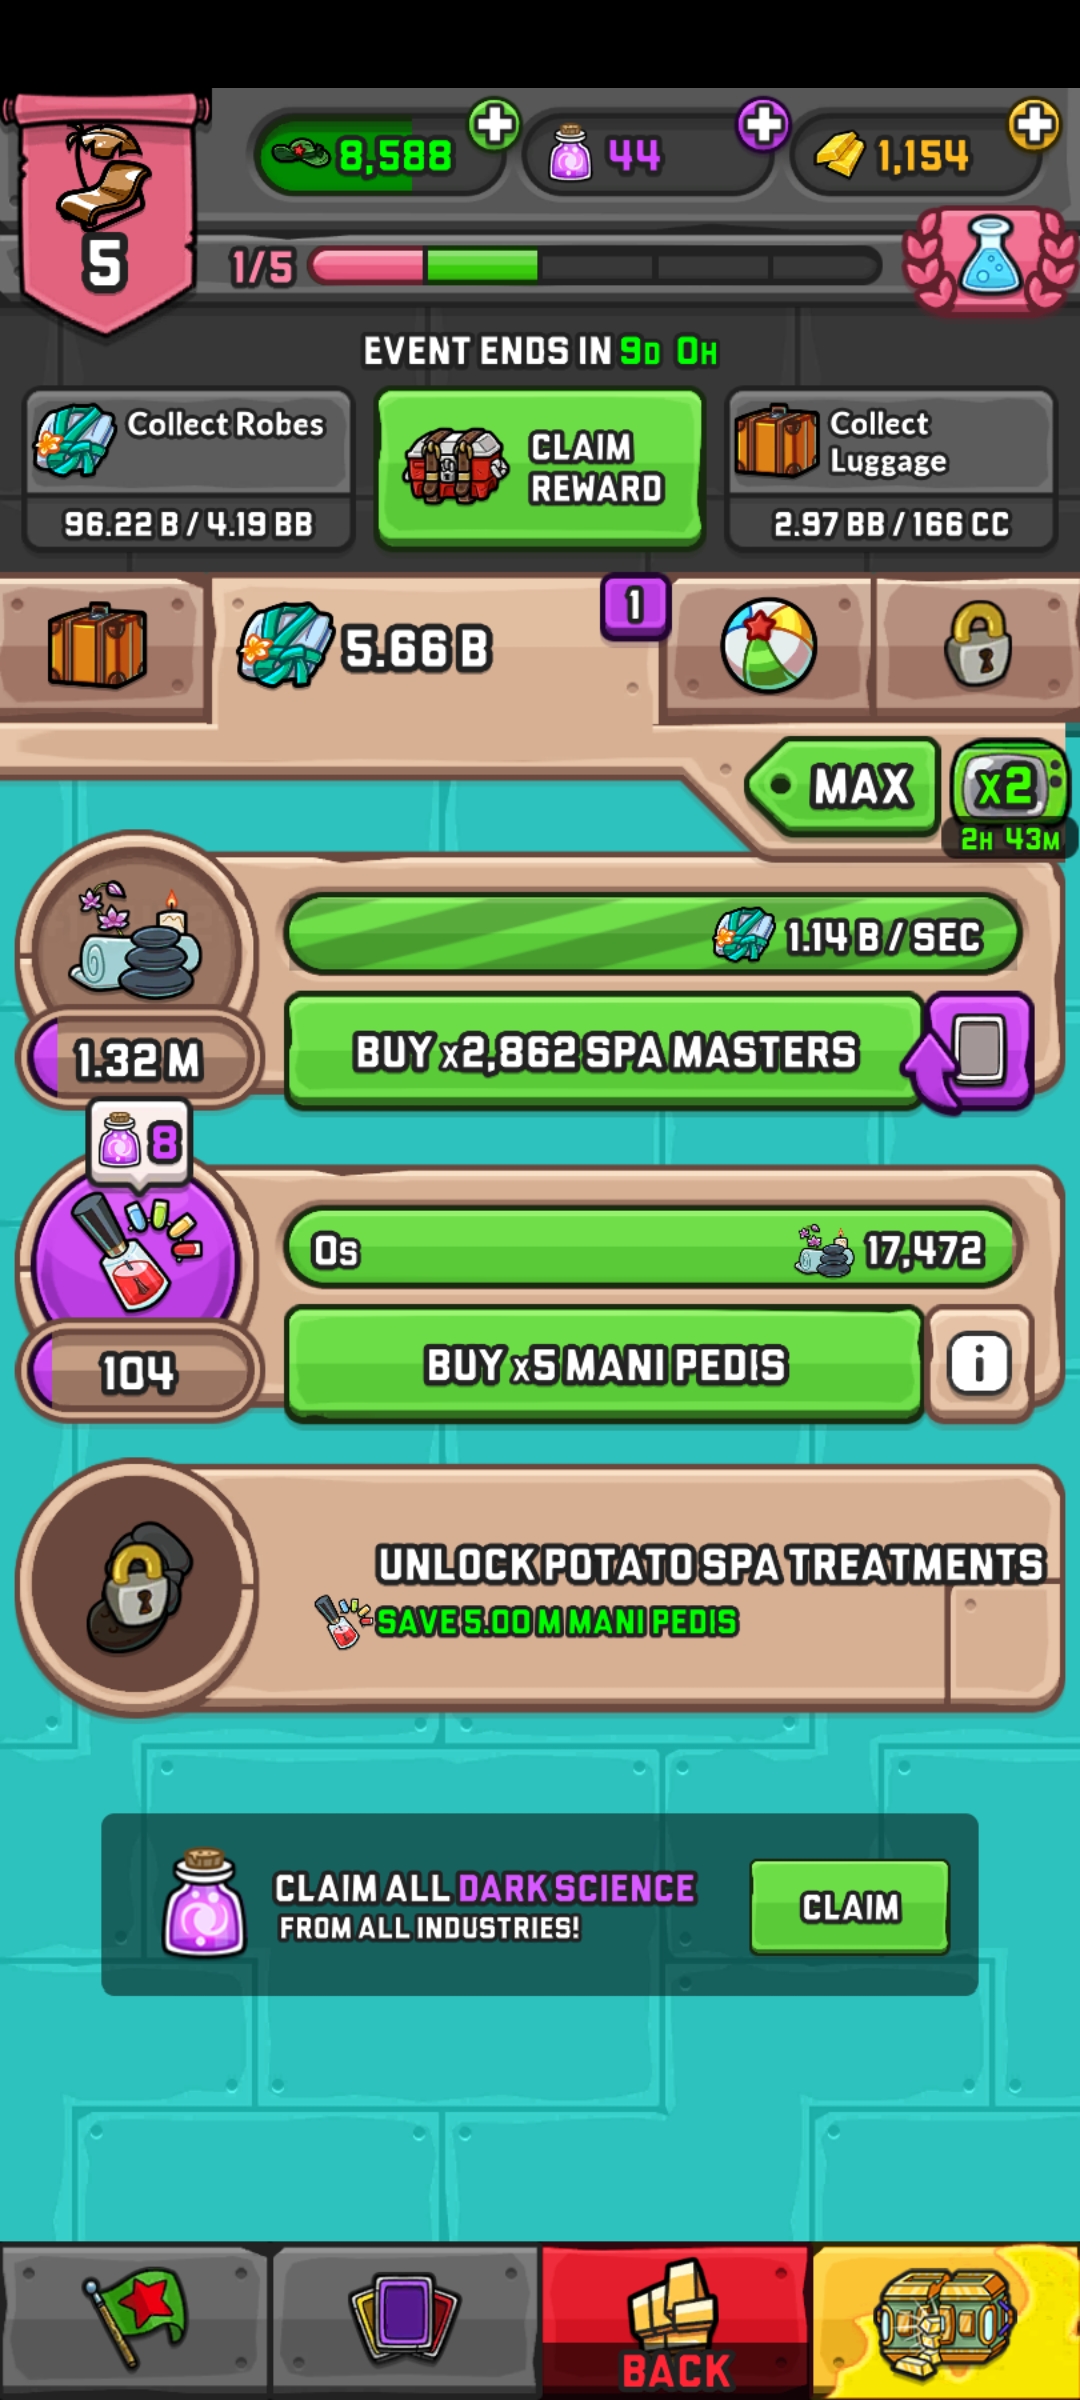 8,588
44
1,154
5
1/5
EVENT ENDS IN 9D 0H
Collect Robes
96.22 B / 4.19 BB
CLAIM
REWARD
Collect
Luggage
2.97 BB / 166 CC
5.66 B
1
MAX
x2
2H 43M
1.14 B / SEC
1.32 M
BUY x2,862 SPA MASTERS
8
0s
17,472
104
BUY x5 MANI PEDIS
i
UNLOCK POTATO SPA TREATMENTS
SAVE 5.00 M MANI PEDIS
CLAIM ALL DARK SCIENCE
FROM ALL INDUSTRIES!
CLAIM
BACK